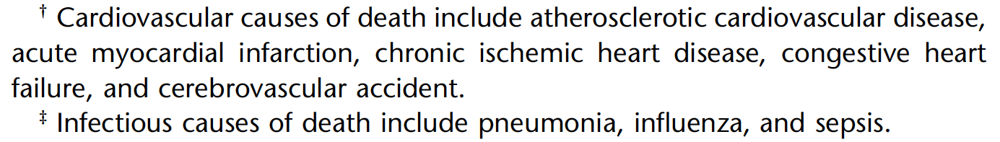 † Cardiovascular causes of death include atherosclerotic cardiovascular disease,
acute myocardial infarction, chronic ischemic heart disease, congestive heart
failure, and cerebrovascular accident.
‡ Infectious causes of death include pneumonia, influenza, and sepsis.